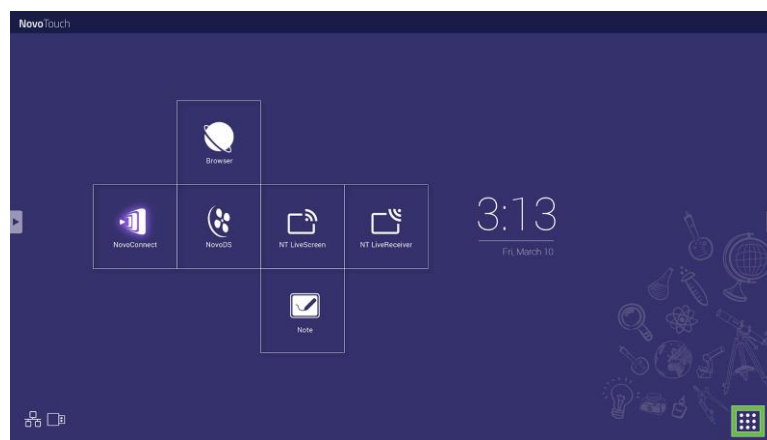 NovoTouch
Browser
NovoConnect
NovoDS
NT LiveScreen
NT LiveReceiver
3:13
Fri, March 10
Note